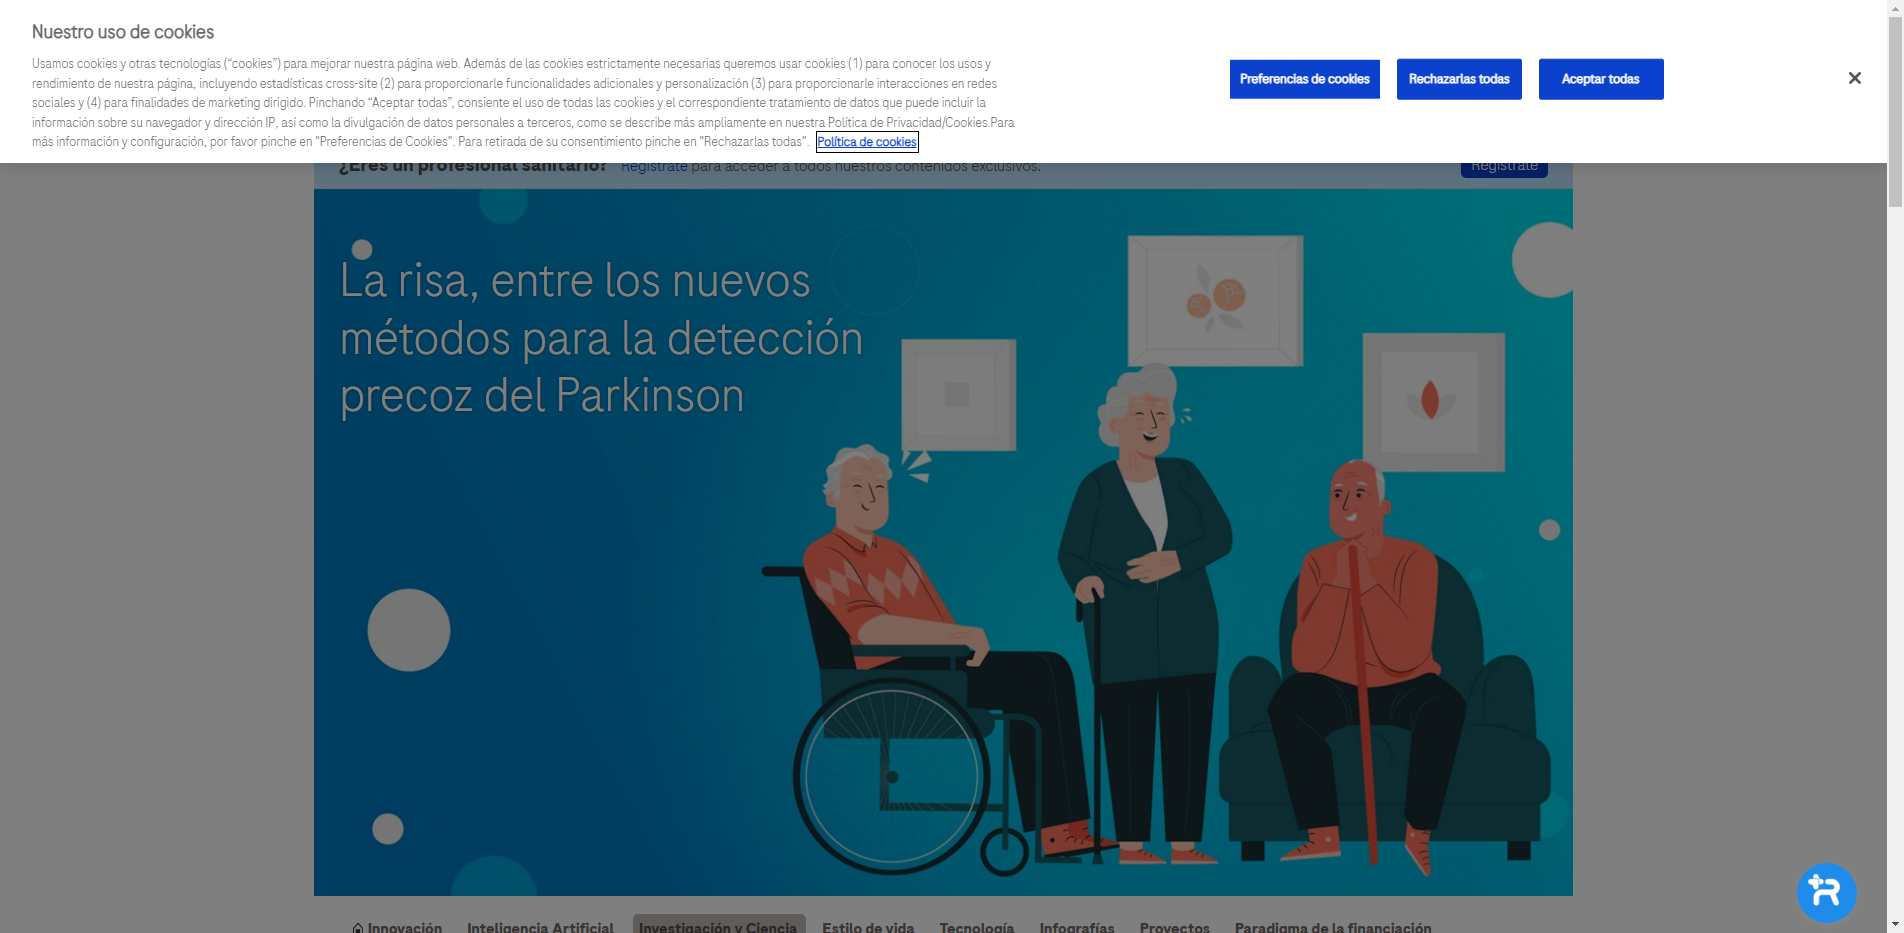 Nuestro uso de cookies
Usamos cookies y otras tecnologías (“cookies”) para mejorar nuestra página web. Además de las cookies estrictamente necesarias queremos usar cookies (1) para conocer los usos y
rendimiento de nuestra página, incluyendo estadísticas cross-site (2) para proporcionarle funcionalidades adicionales y personalización (3) para proporcionarle interacciones en redes
sociales y (4) para finalidades de marketing dirigido. Pinchando “Aceptar todas”, consiente el uso de todas las cookies y el correspondiente tratamiento de datos que puede incluir la
información sobre su navegador y dirección IP, así como la divulgación de datos personales a terceros, como se describe más ampliamente en nuestra Política de Privacidad/Cookies.Para
más información y configuración, por favor pinche en "Preferencias de Cookies". Para retirada de su consentimiento pinche en "Rechazarlas todas". Política de cookies
Preferencias de cookies Rechazarlas todas Aceptar todas
¿Eres un profesional sanitario? Regístrate para acceder a todos nuestros contenidos exclusivos. Regístrate
La risa, entre los nuevos
métodos para la detección
precoz del Parkinson
Innovación Inteligencia Artificial Investigación y Ciencia Estilo de vida Tecnología Infografías Proyectos Paradigma de la financiación